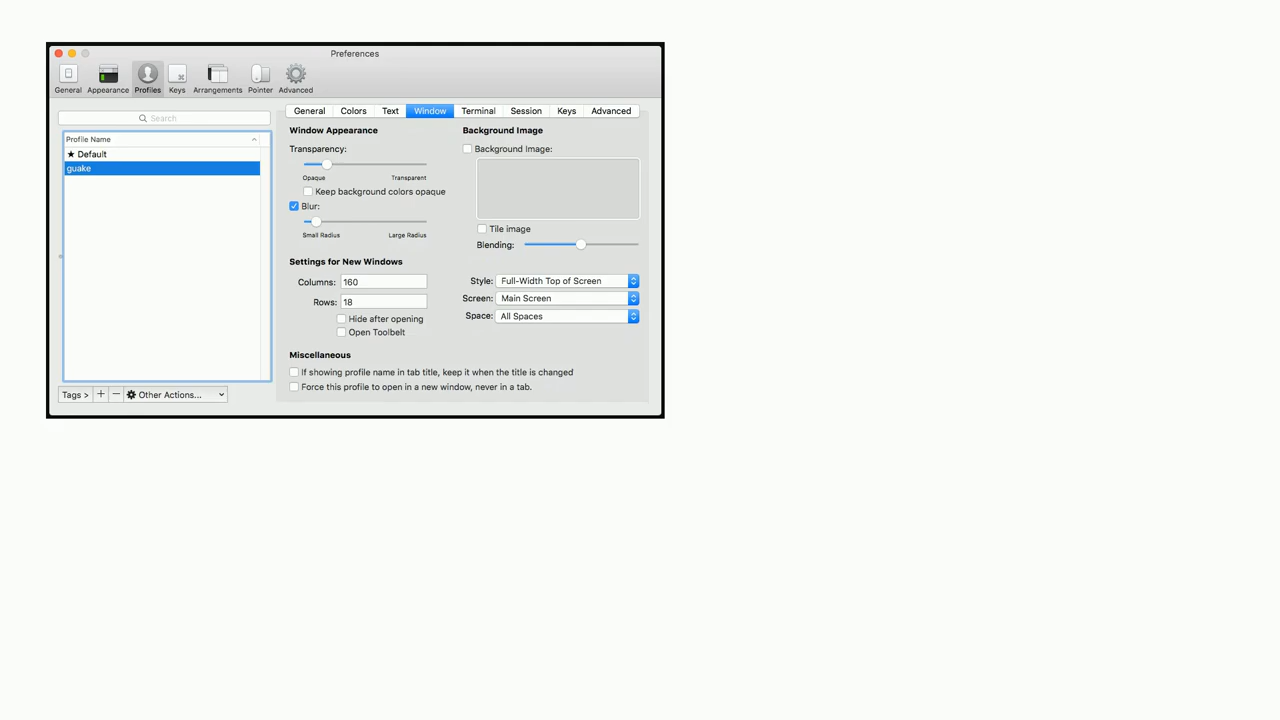 Preferences
General Appearance Profiles Keys Arrangements Pointer Advanced
Search
Profile Name
★ Default
guake
Tags > + − Other Actions...
General Colors Text Window Terminal Session Keys Advanced
Window Appearance
Transparency:
Opaque Transparent
Keep background colors opaque
Blur:
Small Radius Large Radius
Background Image
Background Image:
Tile image
Blending:
Settings for New Windows
Columns: 160
Rows: 18
Hide after opening
Open Toolbelt
Style: Full-Width Top of Screen
Screen: Main Screen
Space: All Spaces
Miscellaneous
If showing profile name in tab title, keep it when the title is changed
Force this profile to open in a new window, never in a tab.